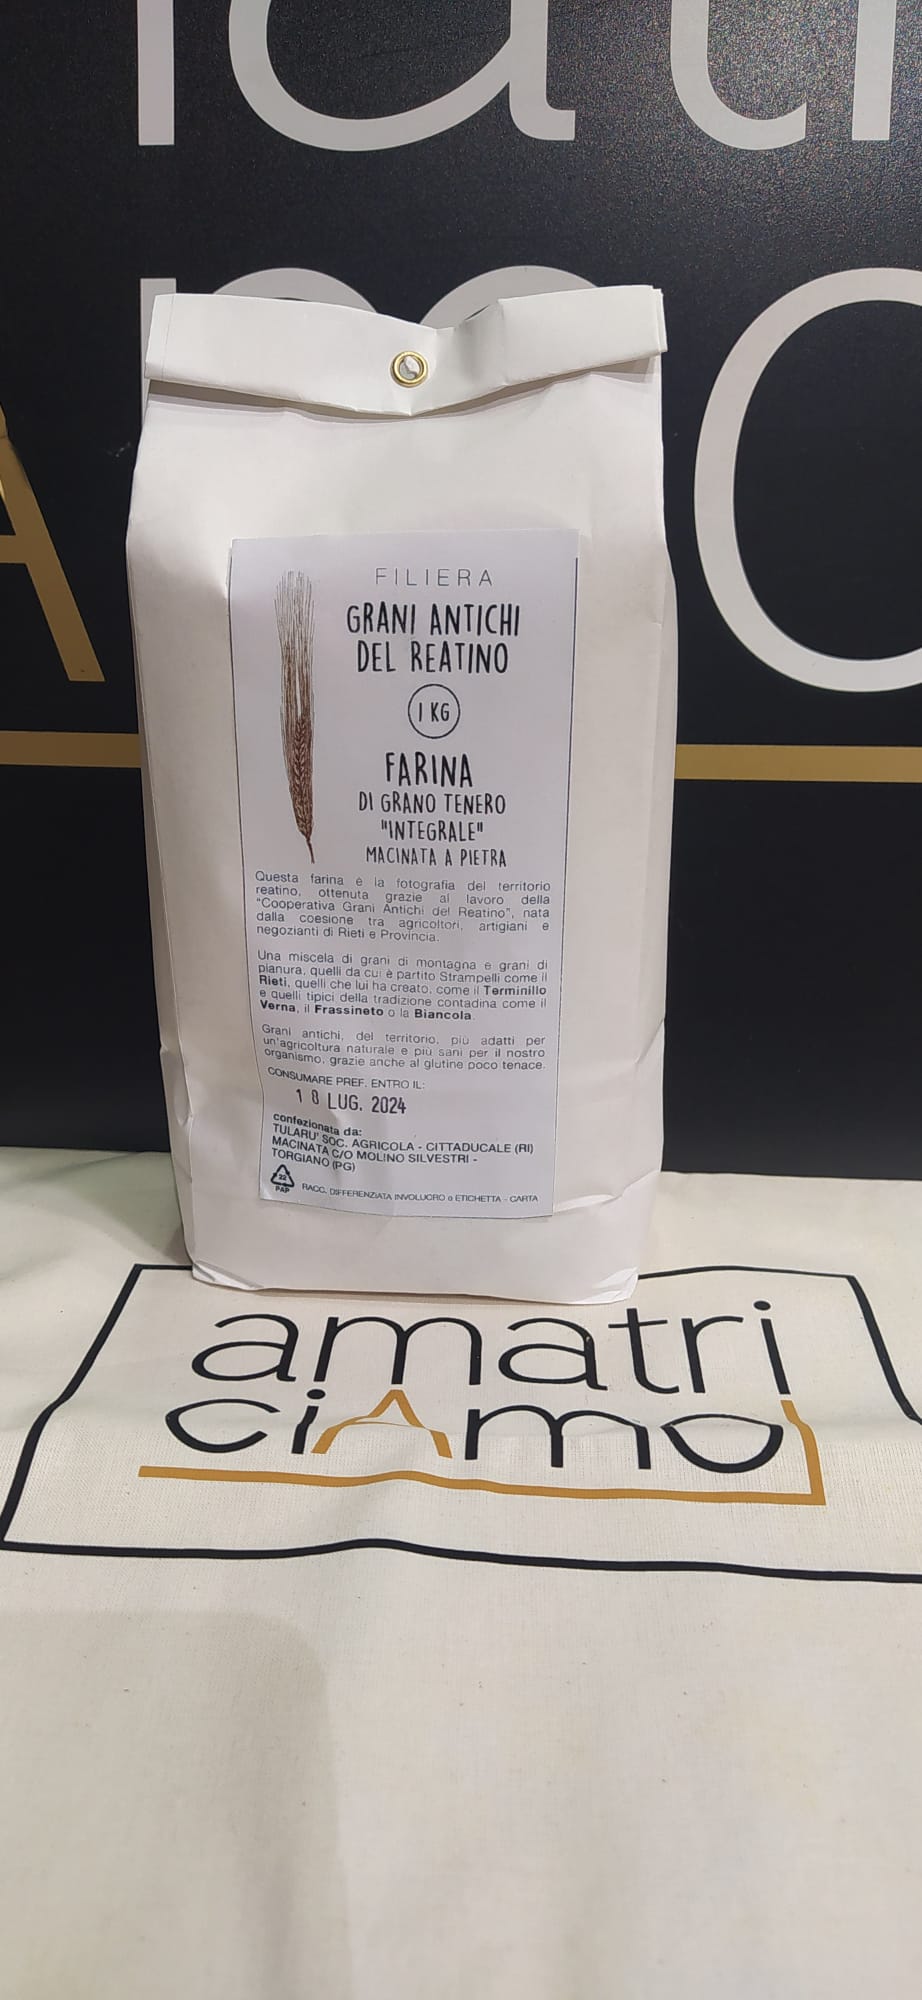 FILIERA
GRANI ANTICHI
DEL REATINO
1 KG
FARINA
DI GRANO TENERO
"INTEGRALE"
MACINATA A PIETRA
Questa farina è la fotografia del territorio
reatino, ottenuta grazie al lavoro della
"Cooperativa Grani Antichi del Reatino", nata
dalla coesione tra agricoltori, artigiani e
negozianti di Rieti e Provincia.
Una miscela di grani di montagna e grani di
pianura, quelli da cui è partito Strampelli come il
Rieti, quelli che lui ha creato, come il Terminillo
e quelli tipici della tradizione contadina come il
Verna, il Frassineto o la Biancola.
Grani antichi, del territorio, più adatti per
un'agricoltura naturale e più sani per il nostro
organismo, grazie anche al glutine poco tenace.
CONSUMARE PREF. ENTRO IL:
18 LUG. 2024
confezionata da:
TULARU' SOC. AGRICOLA - CITTADUCALE (RI)
MACINATA C/O MOLINO SILVESTRI -
TORGIANO (PG)
22
PAP
RACC. DIFFERENZIATA INVOLUCRO e ETICHETTA - CARTA
amatri
ciAmo